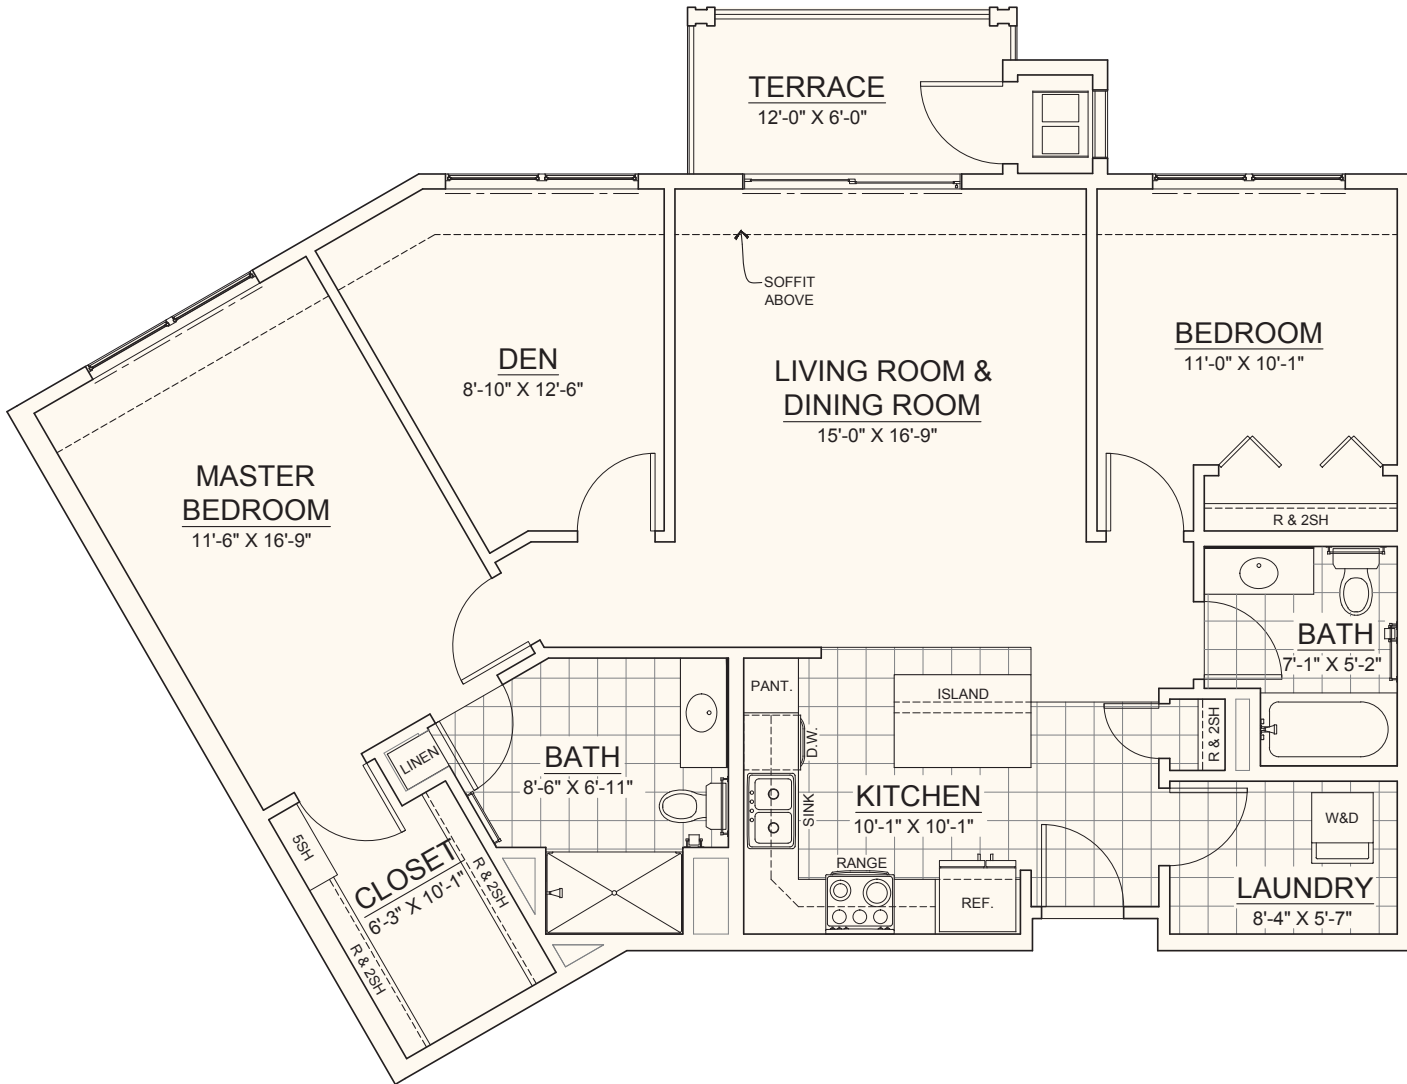 TERRACE
12'-0" X 6'-0"
SOFFIT
ABOVE
DEN
8'-10" X 12'-6"
LIVING ROOM &
DINING ROOM
15'-0" X 16'-9"
BEDROOM
11'-0" X 10'-1"
R & 2SH
MASTER
BEDROOM
11'-6" X 16'-9"
BATH
7'-1" X 5'-2"
PANT.
ISLAND
D.W.
R & 2SH
LINEN
BATH
8'-6" X 6'-11"
SINK
KITCHEN
10'-1" X 10'-1"
RANGE
REF.
W&D
LAUNDRY
8'-4" X 5'-7"
5SH
CLOSET
6'-3" X 10'-1"
R & 2SH
R & 2SH